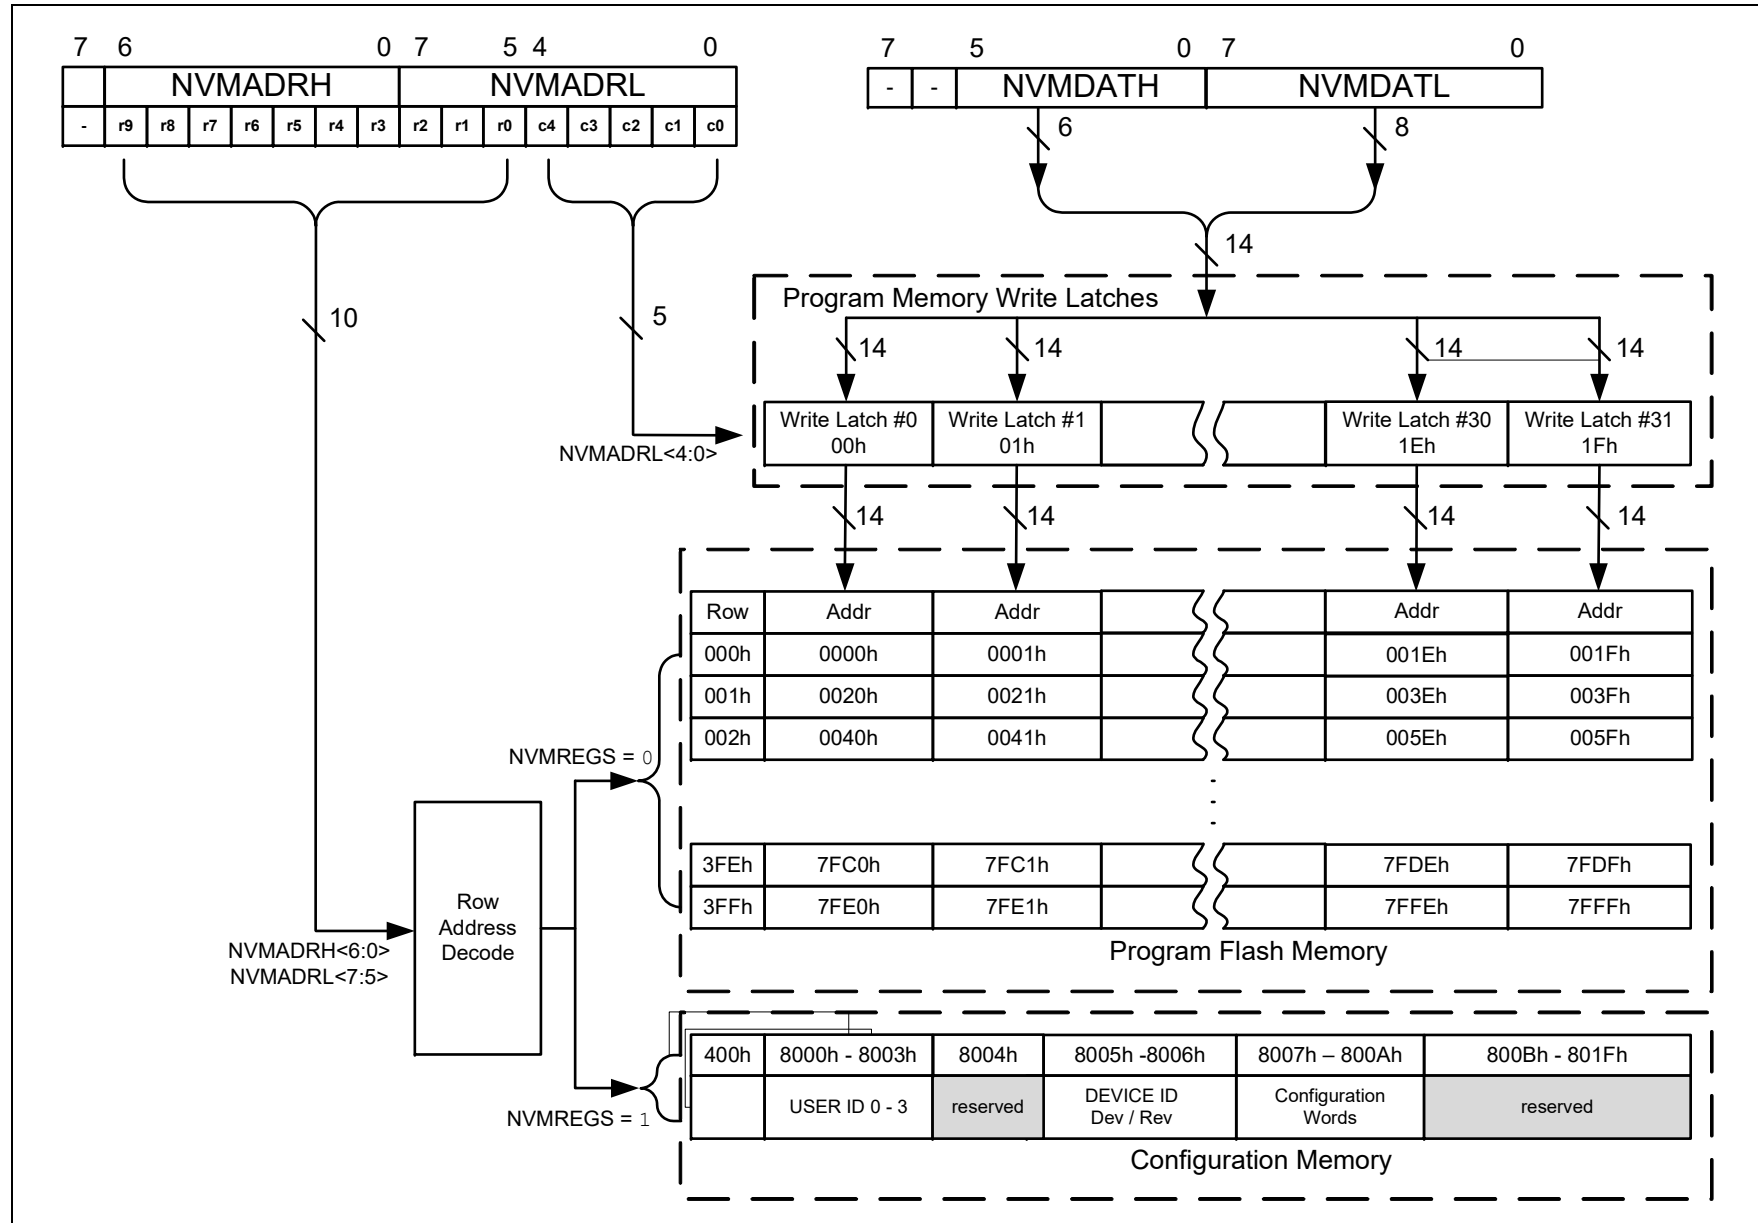 7 6 0 7 5 4 0
7 5 0 7 0
NVMADRH NVMADRL
- - NVMDATH NVMDATL
- r9 r8 r7 r6 r5 r4 r3 r2 r1 r0 c4 c3 c2 c1 c0
6 8
14
Program Memory Write Latches
10 5
14 14 14 14
Write Latch #0 Write Latch #1 Write Latch #30 Write Latch #31
00h 01h 1Eh 1Fh
NVMADRL<4:0>
14 14 14 14
Row Addr Addr Addr Addr
000h 0000h 0001h 001Eh 001Fh
001h 0020h 0021h 003Eh 003Fh
002h 0040h 0041h 005Eh 005Fh
NVMREGS = 0
3FEh 7FC0h 7FC1h 7FDEh 7FDFh
3FFh 7FE0h 7FE1h 7FFEh 7FFFh
Row
Address
Decode
NVMADRH<6:0>
NVMADRL<7:5>
Program Flash Memory
400h 8000h - 8003h 8004h 8005h -8006h 8007h – 800Ah 800Bh - 801Fh
USER ID 0 - 3 reserved DEVICE ID Configuration reserved
Dev / Rev Words
NVMREGS = 1
Configuration Memory